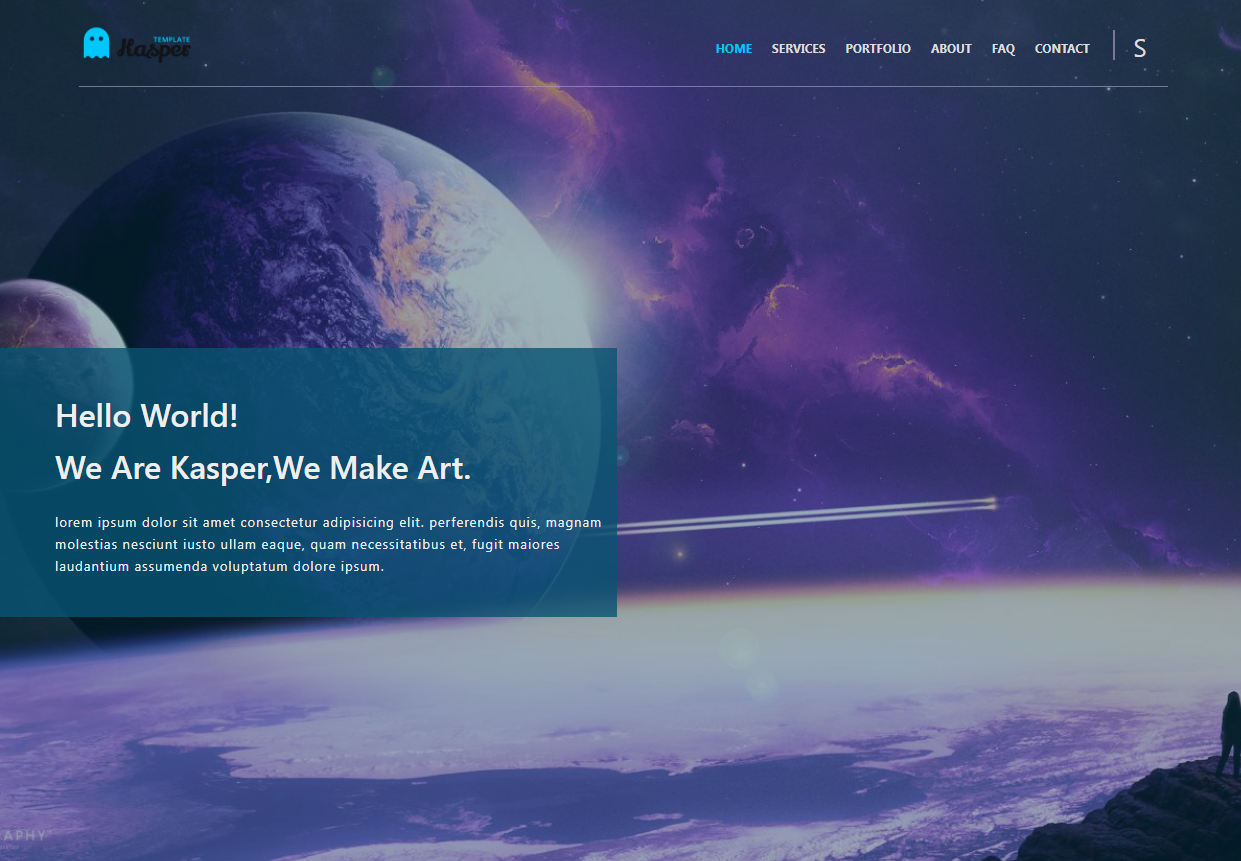 TEMPLATE
Kasper
HOME SERVICES PORTFOLIO ABOUT FAQ CONTACT S
Hello World!
We Are Kasper,We Make Art.
lorem ipsum dolor sit amet consectetur adipisicing elit. perferendis quis, magnam
molestias nesciunt iusto ullam eaque, quam necessitatibus et, fugit maiores
laudantium assumenda voluptatum dolore ipsum.
APHY